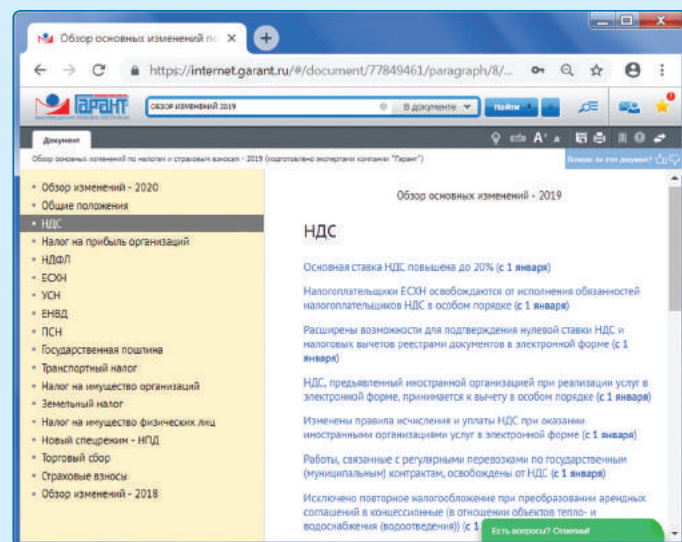 Обзор основных изменений по
https://internet.garant.ru/#/document/77849461/paragraph/8/...
ГАРАНТ
ОБЗОР ИЗМЕНЕНИЙ 2019
В документе
Найти
Документ
Обзор основных изменений по налогам и страховым взносам - 2019 (подготовлено экспертами компании "Гарант")
Полезен ли этот документ?
Обзор изменений - 2020
Общие положения
НДС
Налог на прибыль организаций
НДФЛ
ЕСХН
УСН
ЕНВД
ПСН
Государственная пошлина
Транспортный налог
Налог на имущество организаций
Земельный налог
Налог на имущество физических лиц
Новый спецрежим - НПД
Торговый сбор
Страховые взносы
Обзор изменений - 2018
Обзор основных изменений - 2019
НДС
Основная ставка НДС повышена до 20% (с 1 января)
Налогоплательщики ЕСХН освобождаются от исполнения обязанностей
налогоплательщиков НДС в особом порядке (с 1 января)
Расширены возможности для подтверждения нулевой ставки НДС и
налоговых вычетов реестрами документов в электронной форме (с 1
января)
НДС, предъявленный иностранной организацией при реализации услуг в
электронной форме, принимается к вычету в особом порядке (с 1 января)
Изменены правила исчисления и уплаты НДС при оказании
иностранными организациями услуг в электронной форме (с 1 января)
Работы, связанные с регулярными перевозками по государственным
(муниципальным) контрактам, освобождены от НДС (с 1 января)
Исключено повторное налогообложение при преобразовании арендных
соглашений в концессионные (в отношении объектов тепло- и
водоснабжения (водоотведения)) (с 1
Есть вопросы? Ответим!